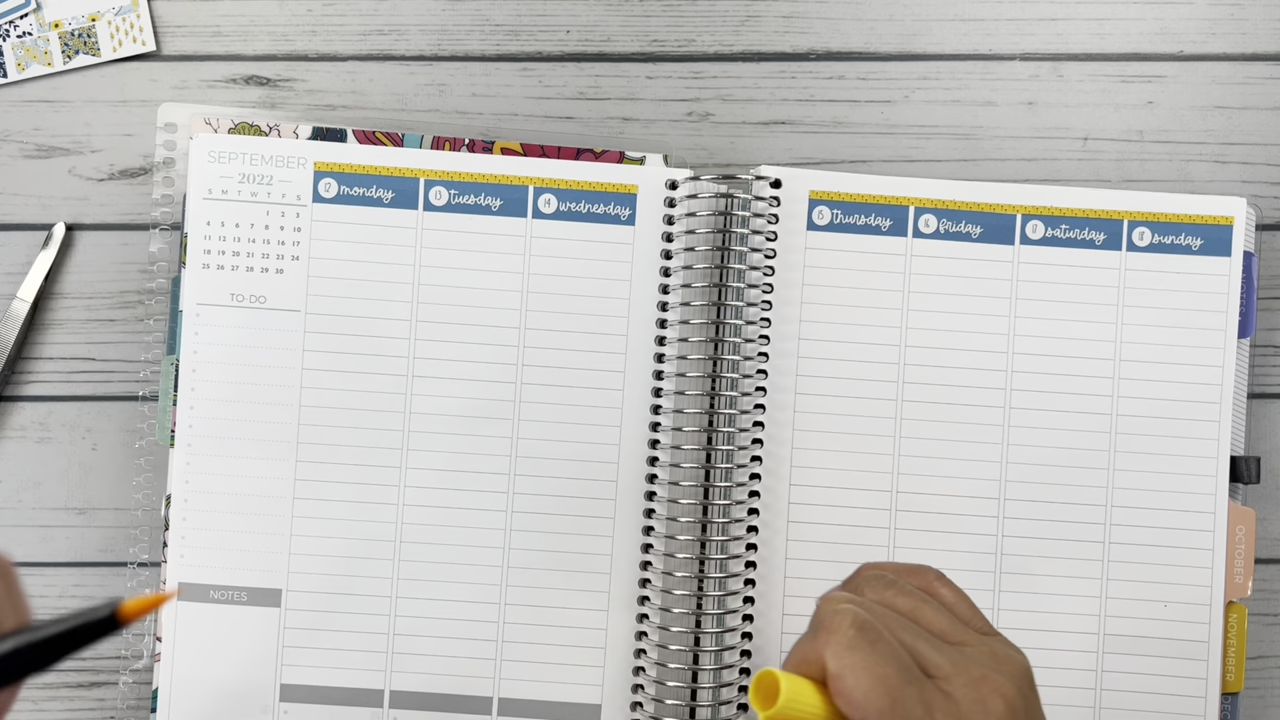 SEPTEMBER
2022
S M T W T F S
1 2 3
4 5 6 7 8 9 10
11 12 13 14 15 16 17
18 19 20 21 22 23 24
25 26 27 28 29 30
TO-DO
NOTES
12 monday
13 tuesday
14 wednesday
15 thursday
16 friday
17 saturday
18 sunday
NOTES
OCTOBER
NOVEMBER
DEC